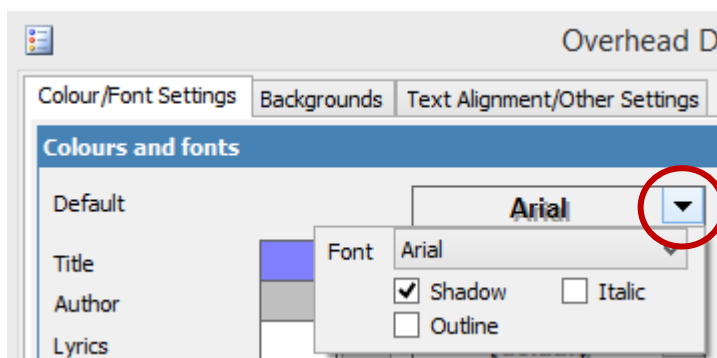 Overhead D
Colour/Font Settings Backgrounds Text Alignment/Other Settings
Colours and fonts
Default Arial
Font Arial
Title
Shadow Italic
Author
Outline
Lyrics